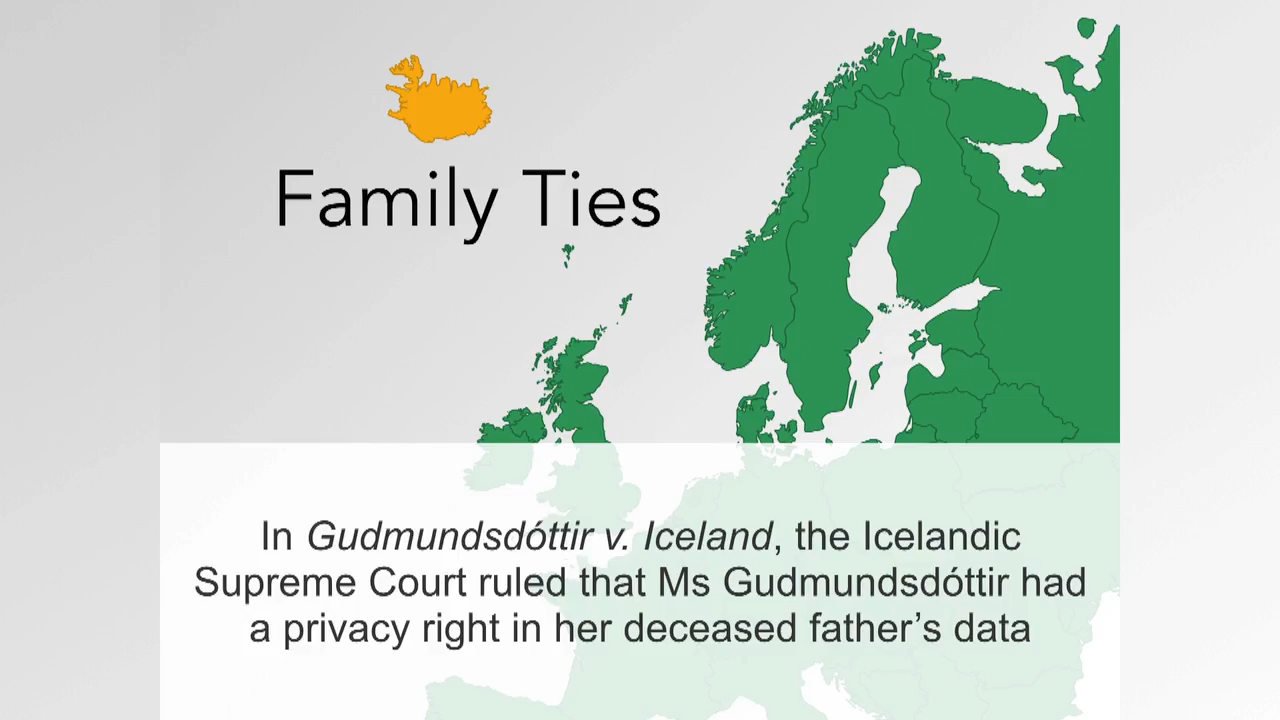 Family Ties
In Gudmundsdóttir v. Iceland, the Icelandic
Supreme Court ruled that Ms Gudmundsdóttir had
a privacy right in her deceased father’s data